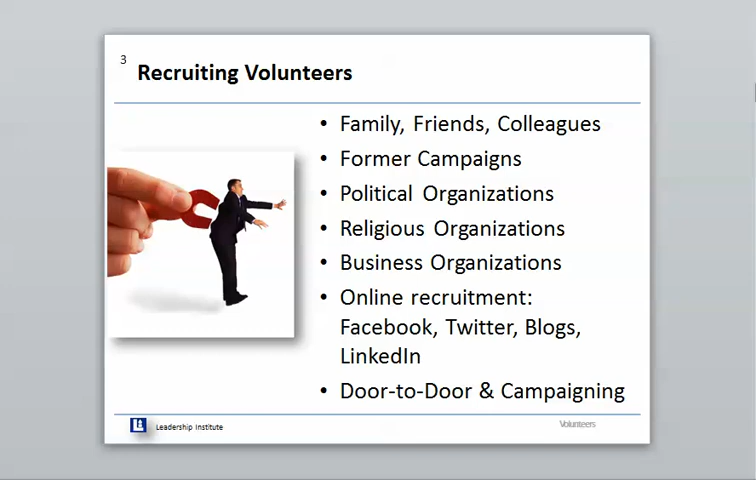 3
Recruiting Volunteers
• Family, Friends, Colleagues
• Former Campaigns
• Political Organizations
• Religious Organizations
• Business Organizations
• Online recruitment:
Facebook, Twitter, Blogs,
LinkedIn
• Door-to-Door & Campaigning
Leadership Institute
Volunteers